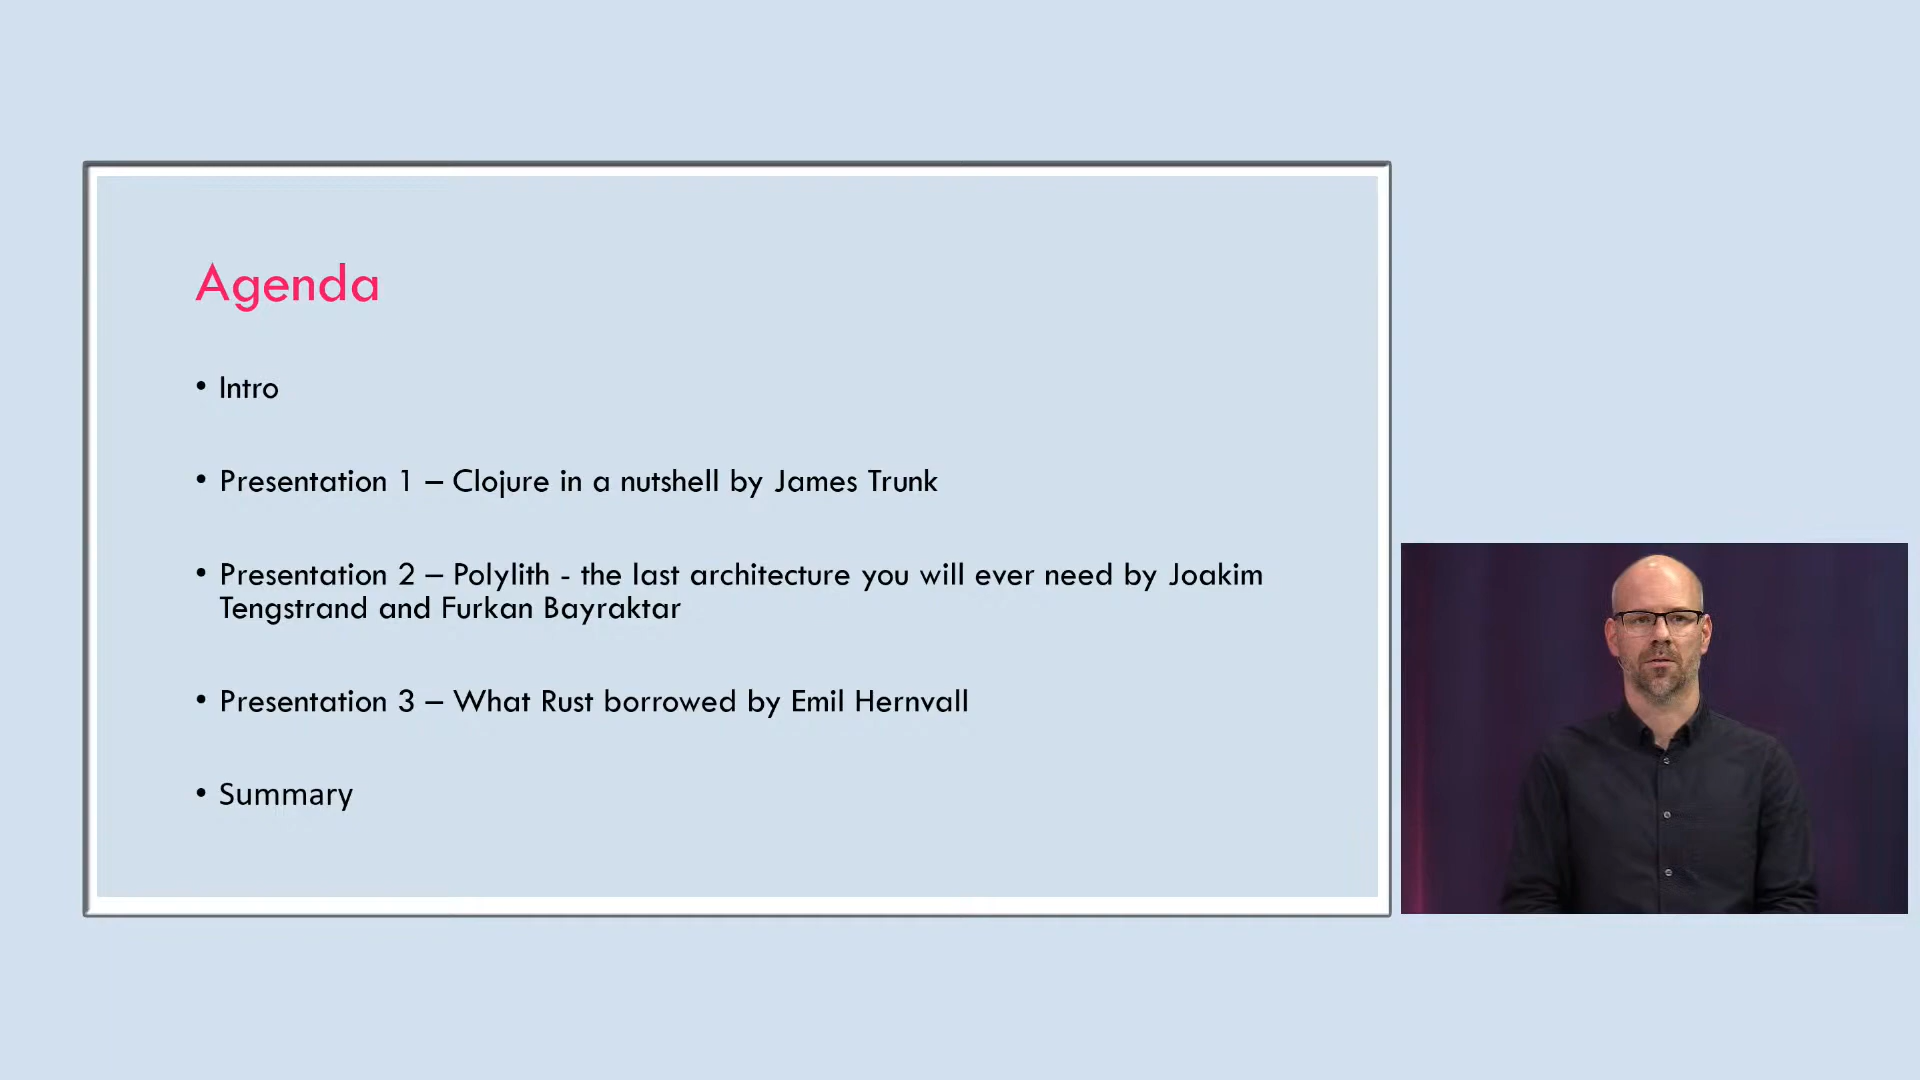 Agenda
• Intro
• Presentation 1 – Clojure in a nutshell by James Trunk
• Presentation 2 – Polylith - the last architecture you will ever need by Joakim
Tengstrand and Furkan Bayraktar
• Presentation 3 – What Rust borrowed by Emil Hernvall
• Summary